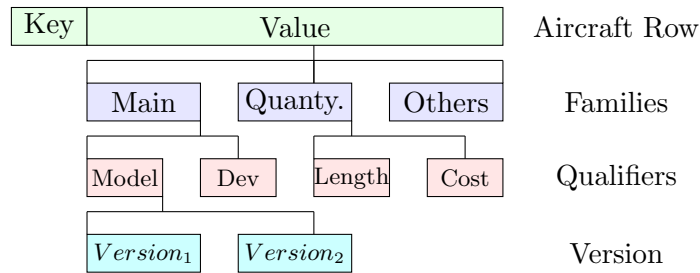 Key Value Aircraft Row
Main Quanty. Others Families
Model Dev Length Cost Qualifiers
Version₁ Version₂ Version